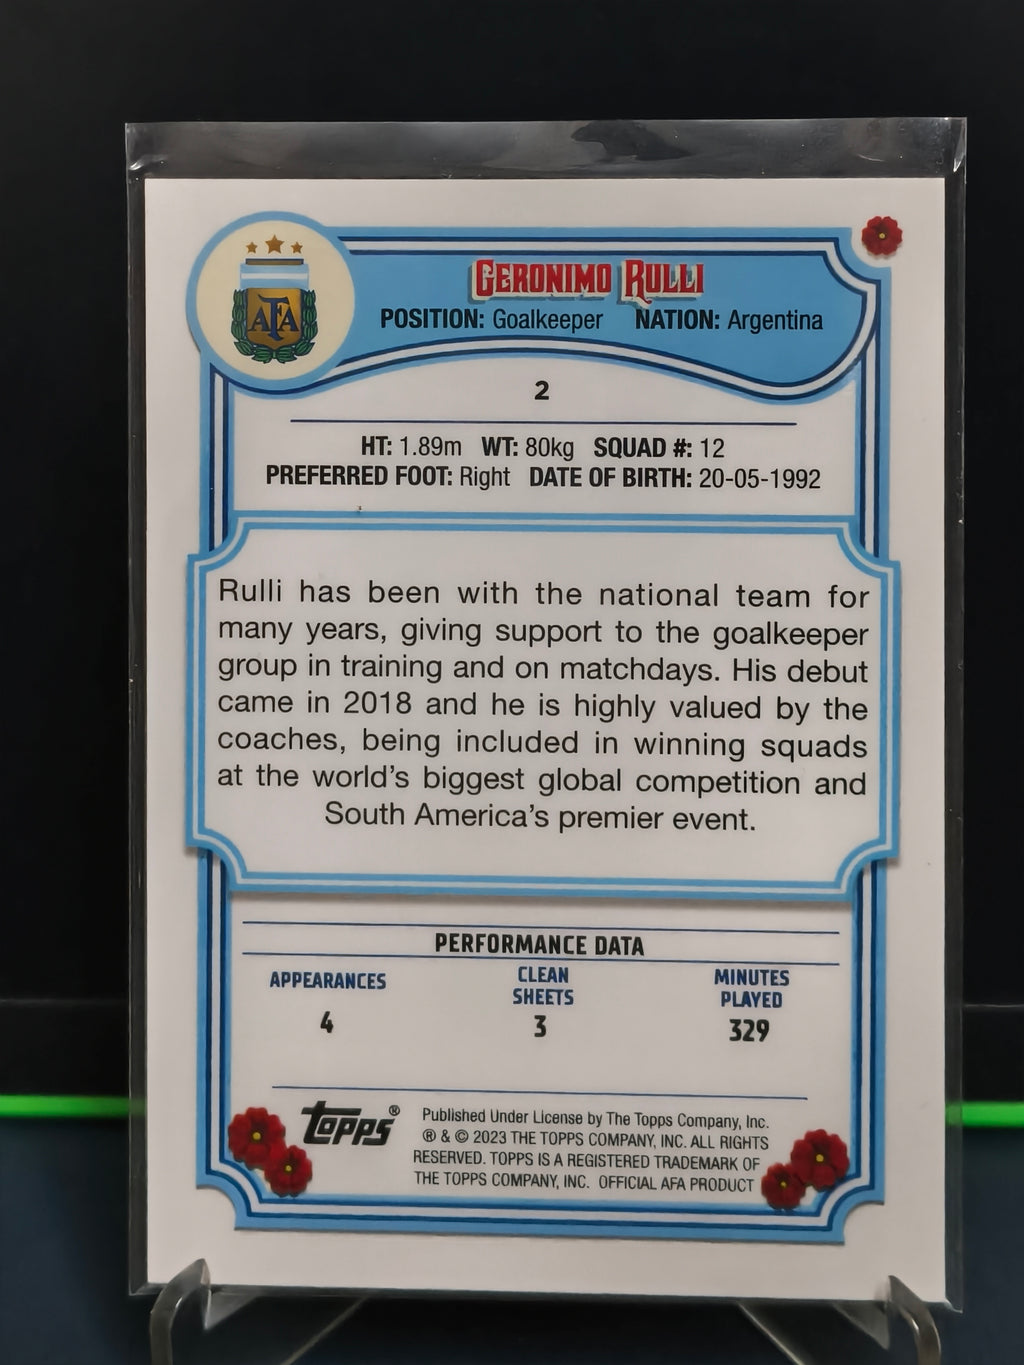 AFA
GERONIMO RULLI
POSITION: Goalkeeper NATION: Argentina
2
HT: 1.89m WT: 80kg SQUAD #: 12
PREFERRED FOOT: Right DATE OF BIRTH: 20-05-1992
Rulli has been with the national team for
many years, giving support to the goalkeeper
group in training and on matchdays. His debut
came in 2018 and he is highly valued by the
coaches, being included in winning squads
at the world's biggest global competition and
South America's premier event.
PERFORMANCE DATA
APPEARANCES CLEAN SHEETS MINUTES PLAYED
4 3 329
topps®
Published Under License by The Topps Company, Inc.
® & © 2023 THE TOPPS COMPANY, INC. ALL RIGHTS
RESERVED. TOPPS IS A REGISTERED TRADEMARK OF
THE TOPPS COMPANY, INC. OFFICIAL AFA PRODUCT